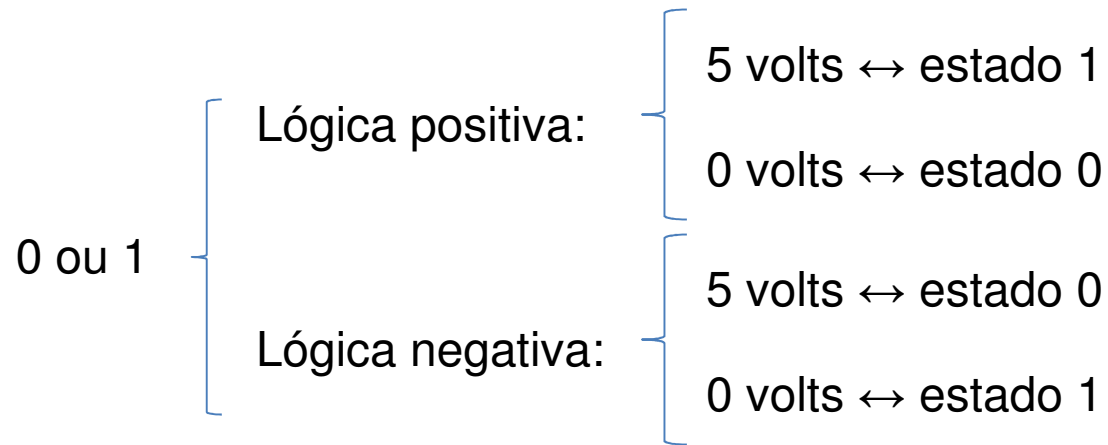 0 ou 1
Lógica positiva:
5 volts ↔ estado 1
0 volts ↔ estado 0
Lógica negativa:
5 volts ↔ estado 0
0 volts ↔ estado 1